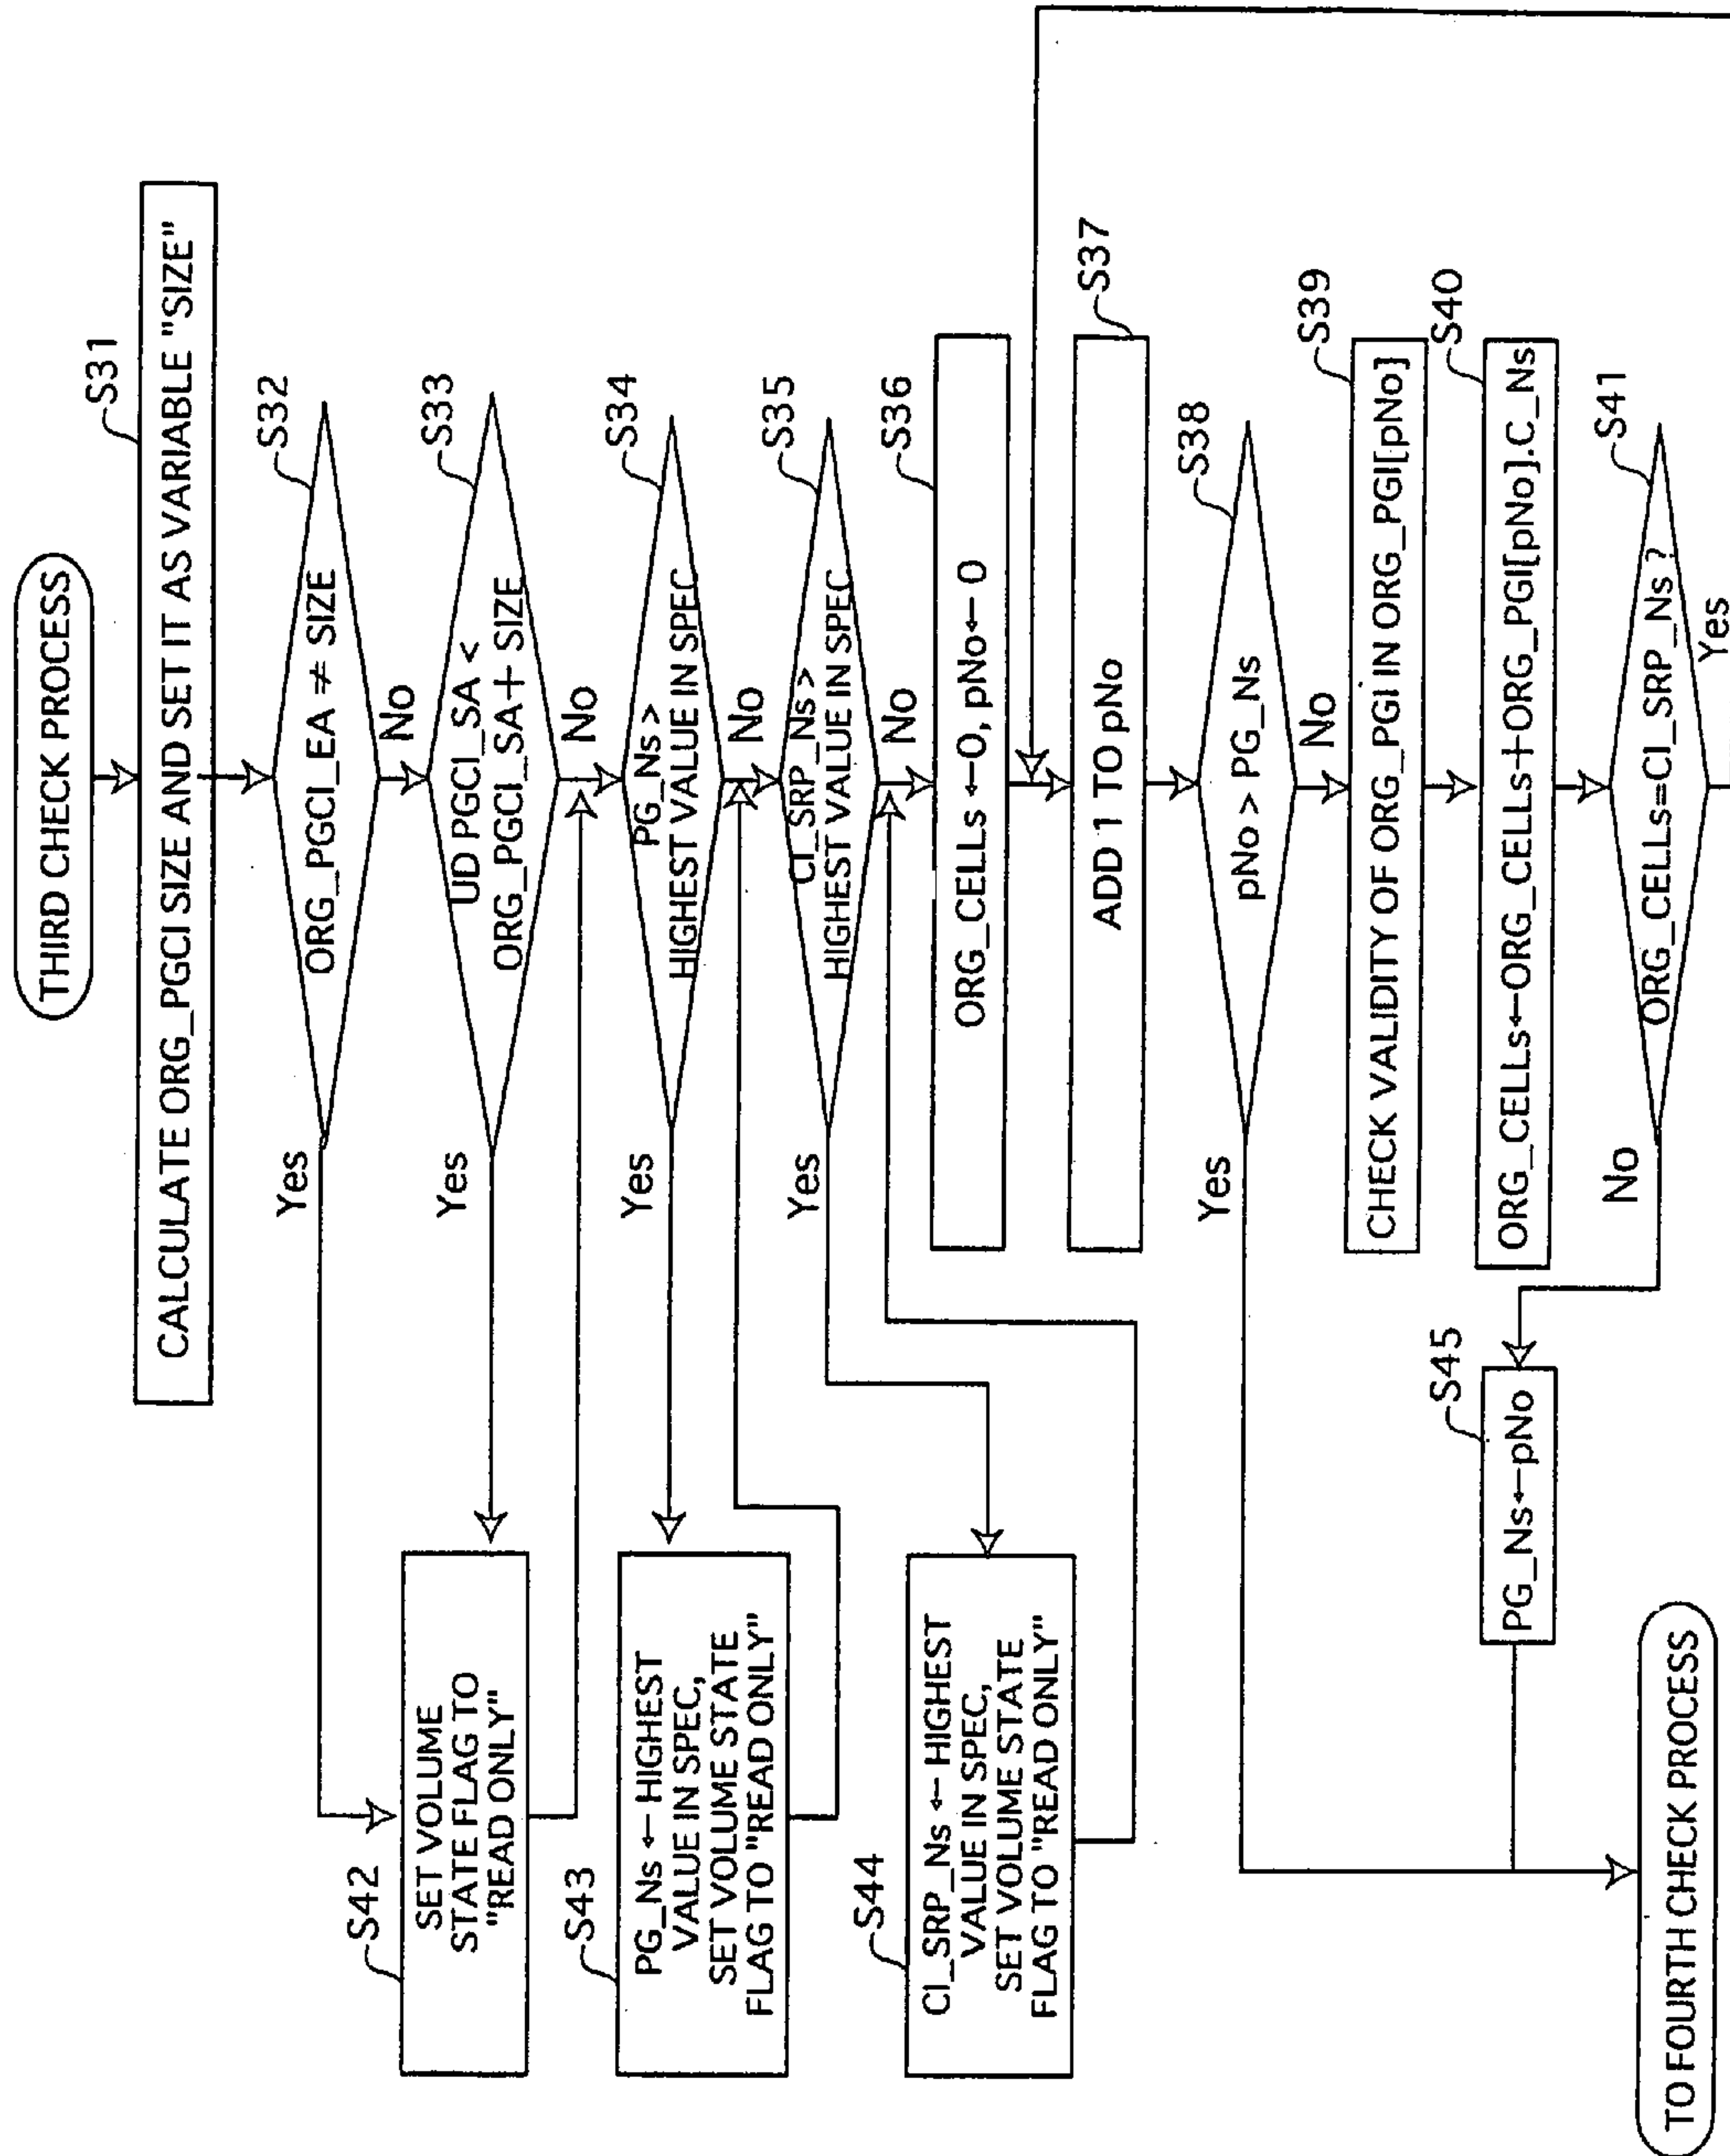 THIRD CHECK PROCESS
S31
CALCULATE ORG_PGCI SIZE AND SET IT AS VARIABLE "SIZE"
S32
ORG_PGCI_EA ≠ SIZE
Yes
No
S33
UD PGCI_SA <
ORG_PGCI_SA + SIZE
Yes
No
S42
SET VOLUME
STATE FLAG TO
"READ ONLY"
S34
PG_Ns >
HIGHEST VALUE IN SPEC
Yes
No
S43
PG_Ns ← HIGHEST
VALUE IN SPEC,
SET VOLUME STATE
FLAG TO "READ ONLY"
S35
CI_SRP_Ns >
HIGHEST VALUE IN SPEC
Yes
No
S44
CI_SRP_Ns ← HIGHEST
VALUE IN SPEC,
SET VOLUME STATE
FLAG TO "READ ONLY"
S36
ORG_CELLs ←0, pNo←0
S37
ADD 1 TO pNo
S38
pNo > PG_Ns
Yes
No
S39
CHECK VALIDITY OF ORG_PGI IN ORG_PGI[pNo]
S40
ORG_CELLs←ORG_CELLs+ORG_PGI[pNo].C_Ns
S41
ORG_CELLs=CI_SRP_Ns ?
No
Yes
S45
PG_Ns←pNo
TO FOURTH CHECK PROCESS